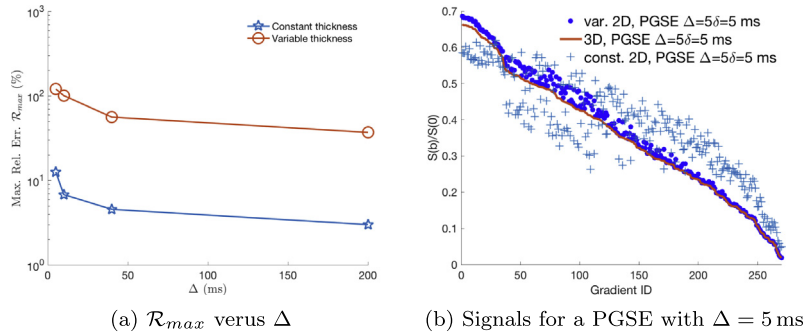 10³
10²
10¹
10⁰
Max. Rel. Err. ℛmax (%)
Constant thickness
Variable thickness
0
50
100
150
200
Δ (ms)
(a) ℛmax verus Δ
0.7
0.6
0.5
0.4
0.3
0.2
0.1
0
S(b)/S(0)
var. 2D, PGSE Δ=5δ=5 ms
3D, PGSE Δ=5δ=5 ms
const. 2D, PGSE Δ=5δ=5 ms
0
50
100
150
200
250
Gradient ID
(b) Signals for a PGSE with Δ = 5 ms